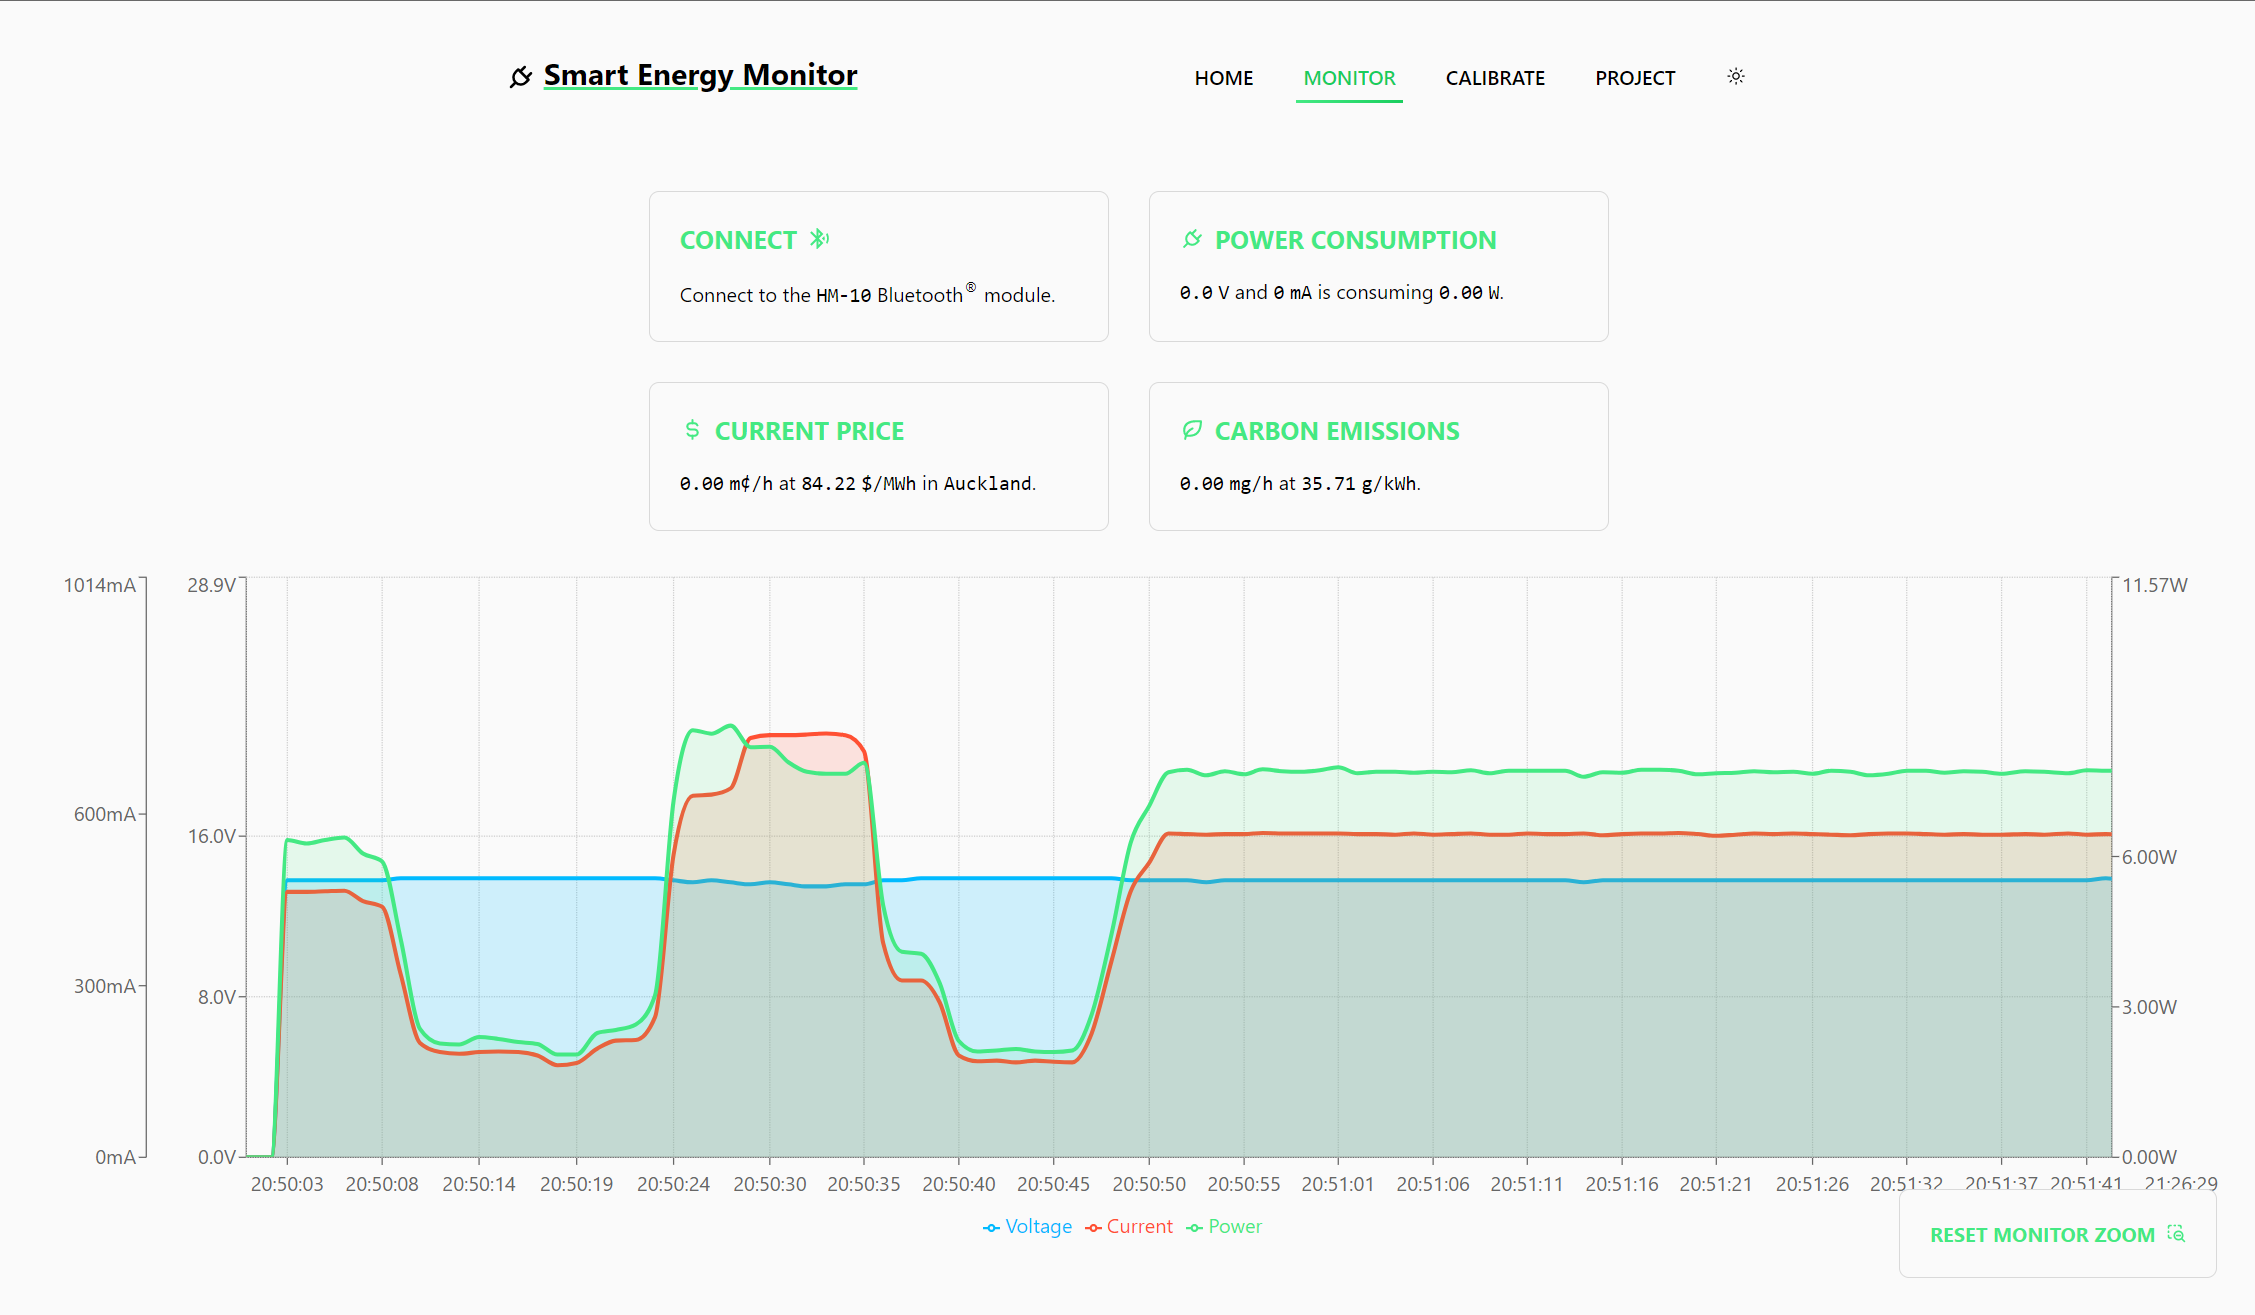 Smart Energy Monitor
HOME MONITOR CALIBRATE PROJECT
CONNECT
Connect to the HM-10 Bluetooth® module.
POWER CONSUMPTION
0.0 V and 0 mA is consuming 0.00 W.
CURRENT PRICE
0.00 m¢/h at 84.22 $/MWh in Auckland.
CARBON EMISSIONS
0.00 mg/h at 35.71 g/kWh.
1014mA
600mA
300mA
0mA
28.9V
16.0V
8.0V
0.0V
11.57W
6.00W
3.00W
0.00W
20:50:03 20:50:08 20:50:14 20:50:19 20:50:24 20:50:30 20:50:35 20:50:40 20:50:45 20:50:50 20:50:55 20:51:01 20:51:06 20:51:11 20:51:16 20:51:21 20:51:26 20:51:32 20:51:37 20:51:41 21:26:29
Voltage Current Power
RESET MONITOR ZOOM